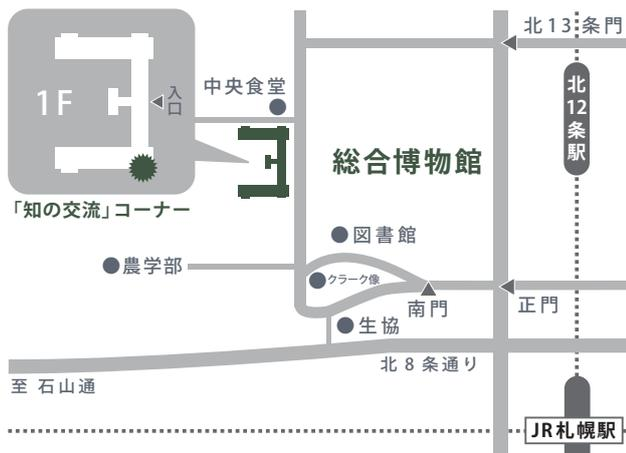 北13条門
北12条駅
1F
入口
中央食堂
総合博物館
「知の交流」コーナー
図書館
農学部
クラーク像
南門
正門
生協
北8条通り
至 石山通
JR札幌駅